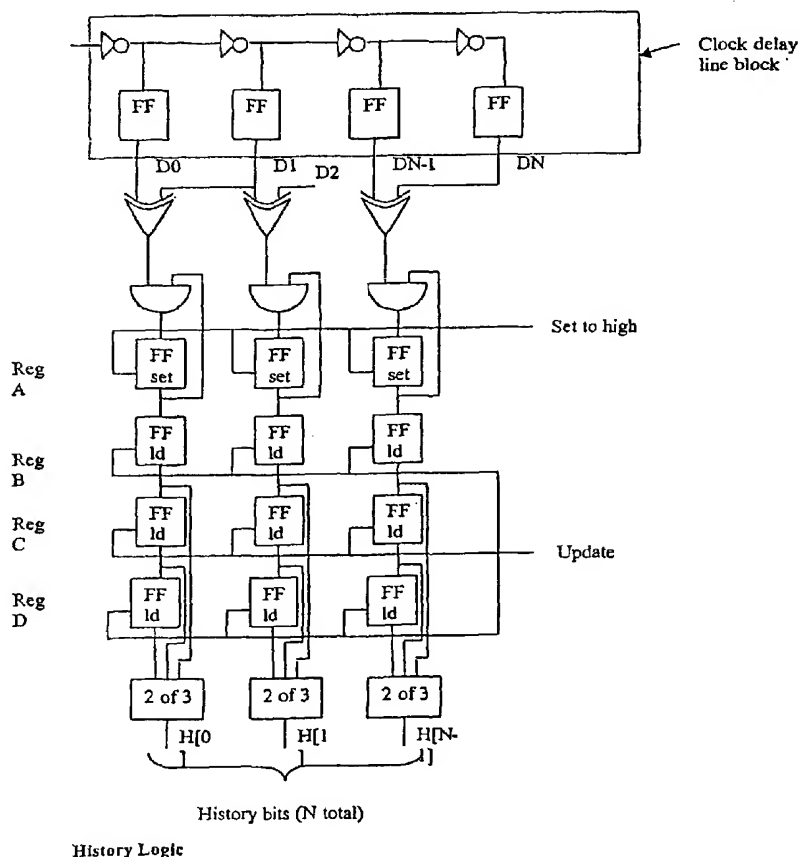 Clock delay
line block
FF FF FF FF
D0 D1 DN-1 DN
D2
Set to high
Reg
A
FF
set
FF
set
FF
set
Reg
B
FF
ld
FF
ld
FF
ld
Reg
C
FF
ld
FF
ld
FF
ld
Update
Reg
D
FF
ld
FF
ld
FF
ld
2 of 3 2 of 3 2 of 3
H[0
]
H[1
]
H[N-
1]
History bits (N total)
History Logic